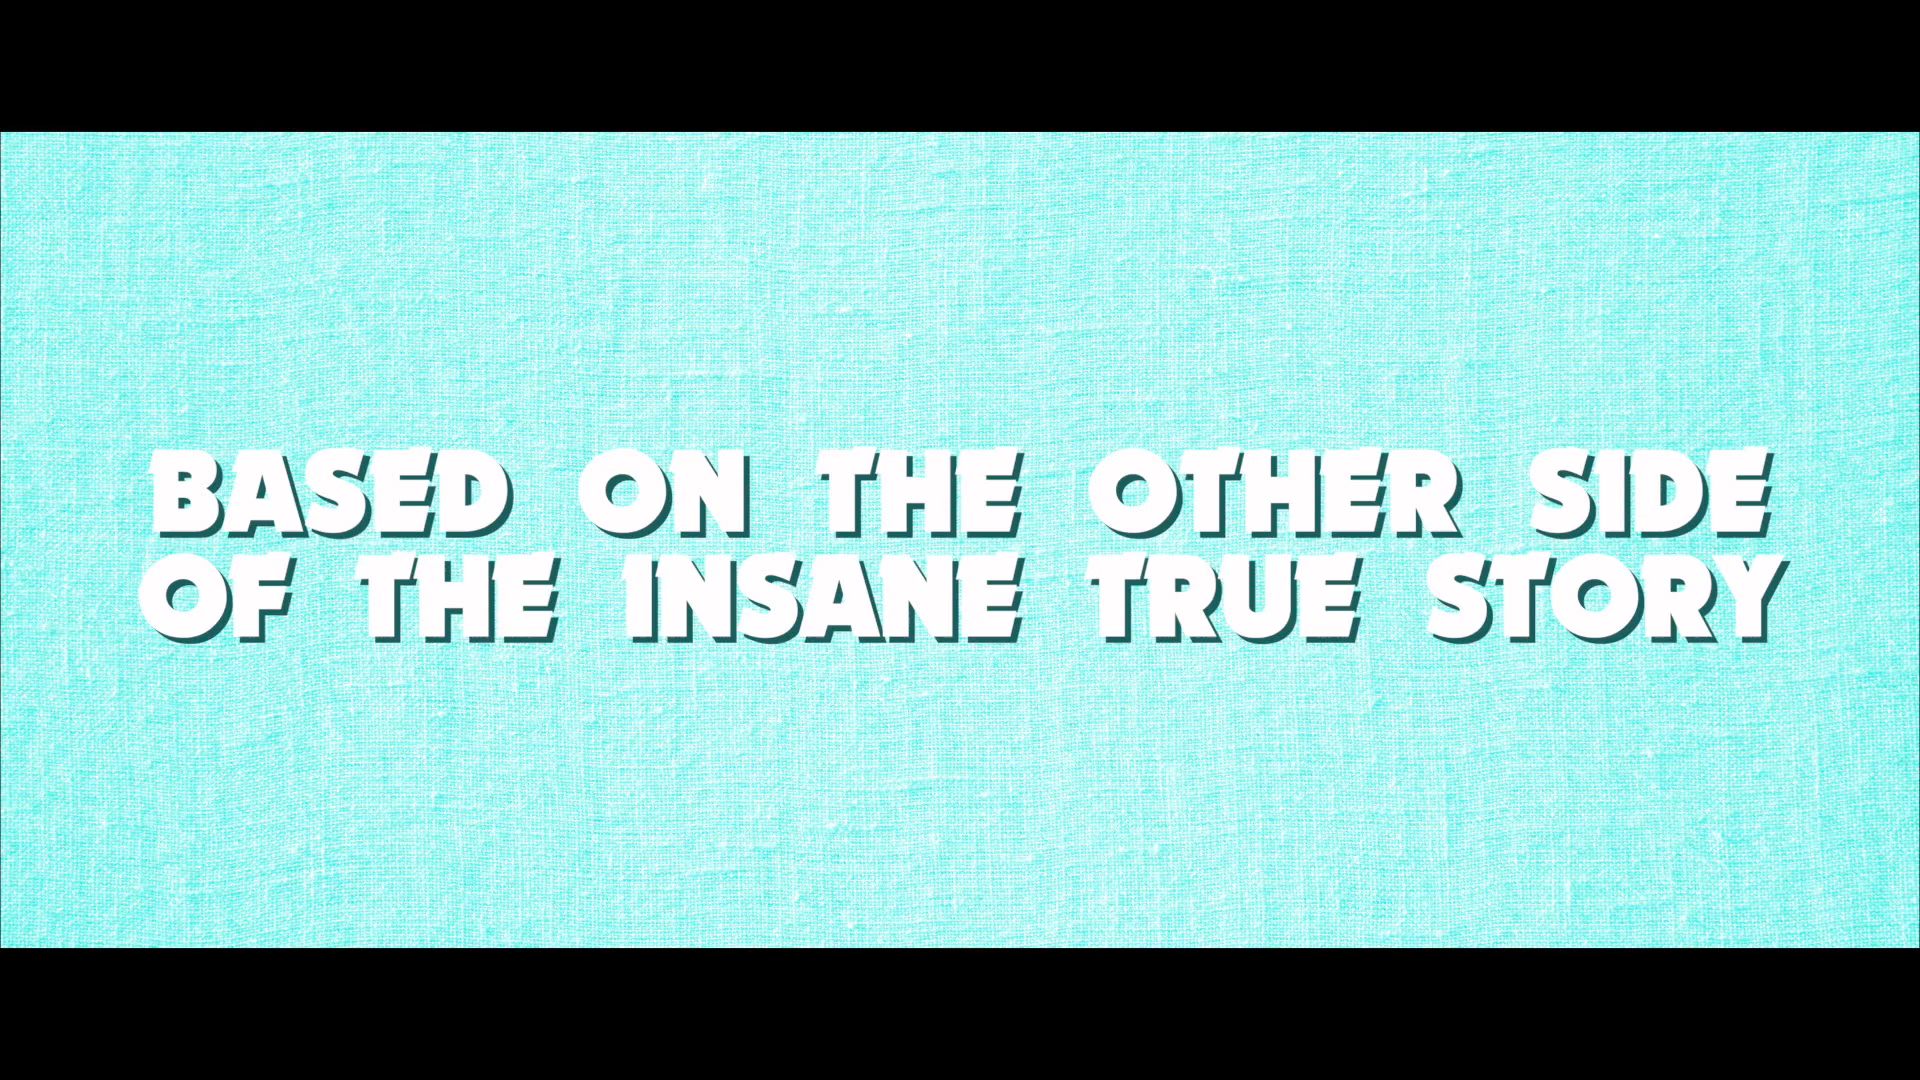 BASED ON THE OTHER SIDE
OF THE INSANE TRUE STORY